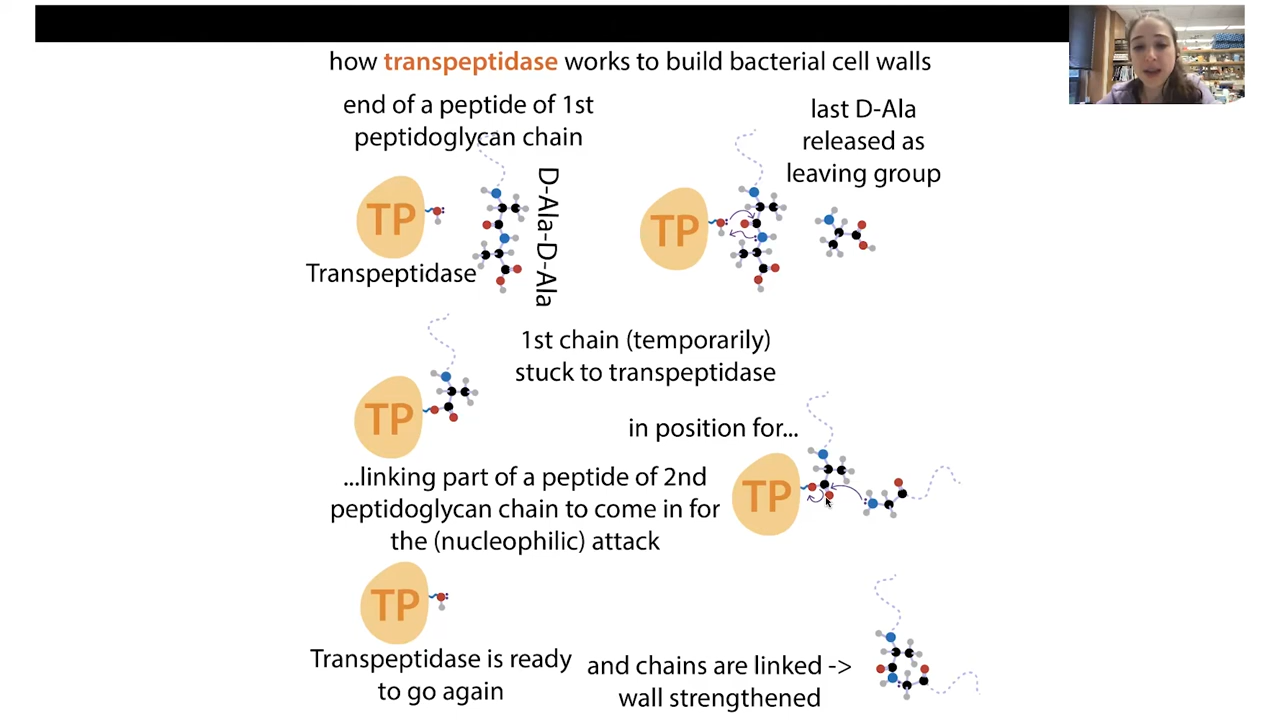 how transpeptidase works to build bacterial cell walls
end of a peptide of 1st
peptidoglycan chain
last D-Ala
released as
leaving group
TP
Transpeptidase
D-Ala-D-Ala
TP
1st chain (temporarily)
stuck to transpeptidase
TP
in position for...
...linking part of a peptide of 2nd
peptidoglycan chain to come in for
the (nucleophilic) attack
TP
TP
Transpeptidase is ready
to go again
and chains are linked ->
wall strengthened